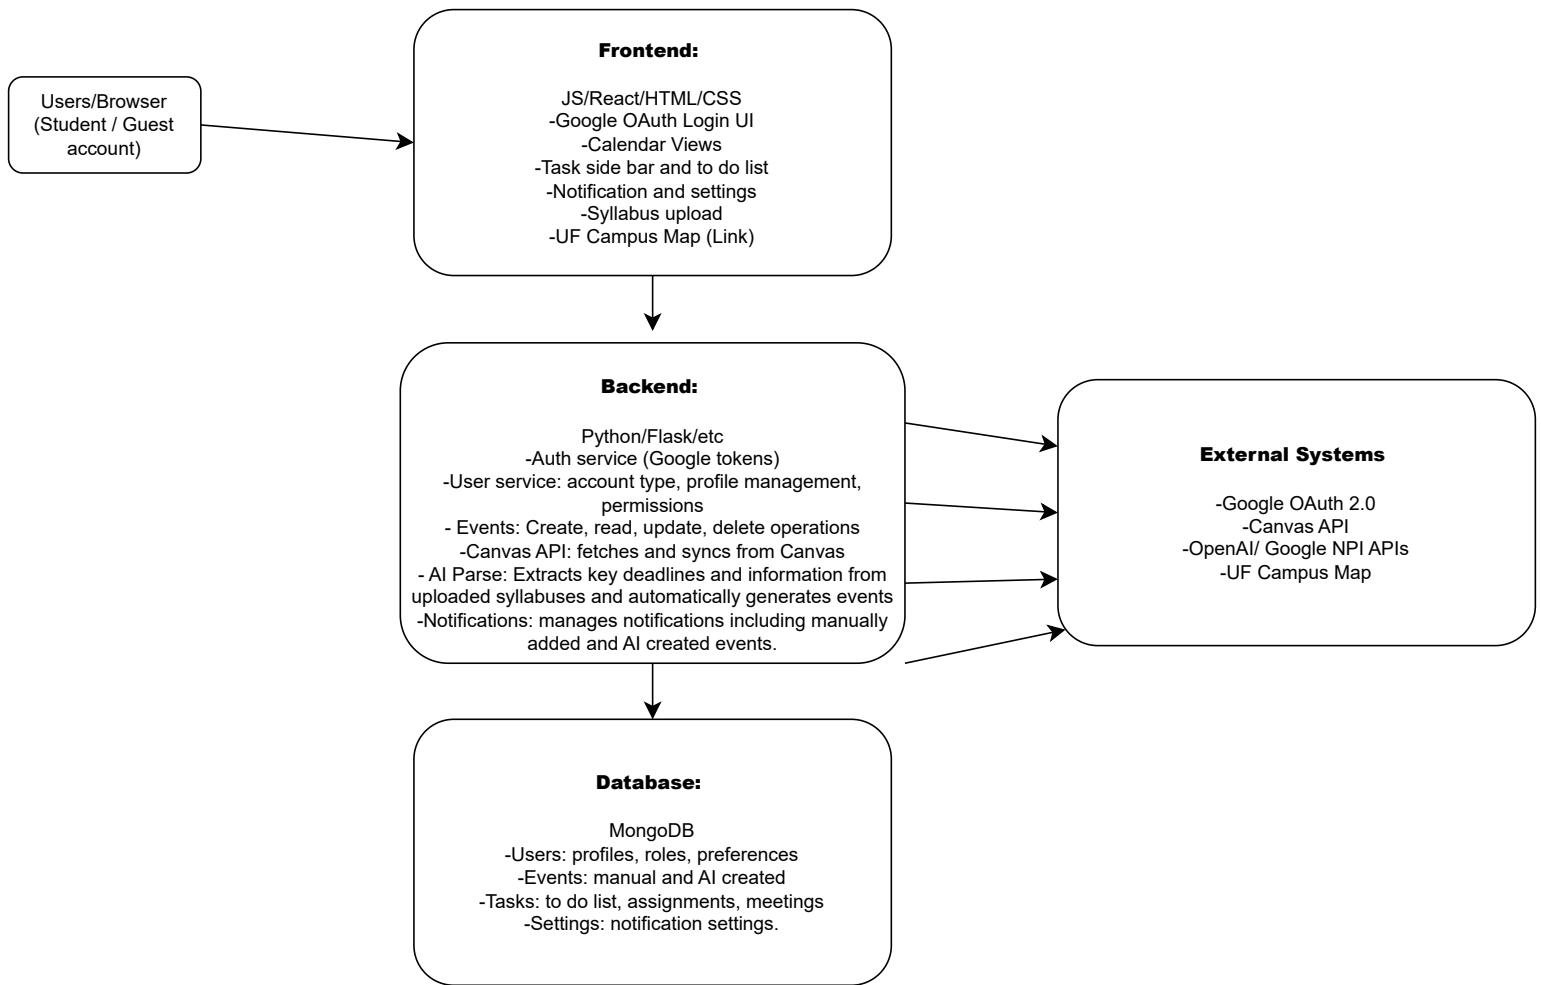 Users/Browser
(Student / Guest
account)
Frontend:
JS/React/HTML/CSS
-Google OAuth Login UI
-Calendar Views
-Task side bar and to do list
-Notification and settings
-Syllabus upload
-UF Campus Map (Link)
Backend:
Python/Flask/etc
-Auth service (Google tokens)
-User service: account type, profile management,
permissions
- Events: Create, read, update, delete operations
-Canvas API: fetches and syncs from Canvas
- AI Parse: Extracts key deadlines and information from
uploaded syllabuses and automatically generates events
-Notifications: manages notifications including manually
added and AI created events.
External Systems
-Google OAuth 2.0
-Canvas API
-OpenAI/ Google NPI APIs
-UF Campus Map
Database:
MongoDB
-Users: profiles, roles, preferences
-Events: manual and AI created
-Tasks: to do list, assignments, meetings
-Settings: notification settings.